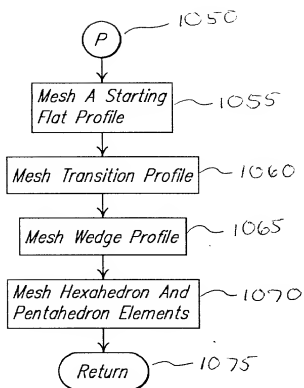 P
1050
Mesh A Starting
Flat Profile
1055
Mesh Transition Profile
1060
Mesh Wedge Profile
1065
Mesh Hexahedron And
Pentahedron Elements
1070
Return
1075